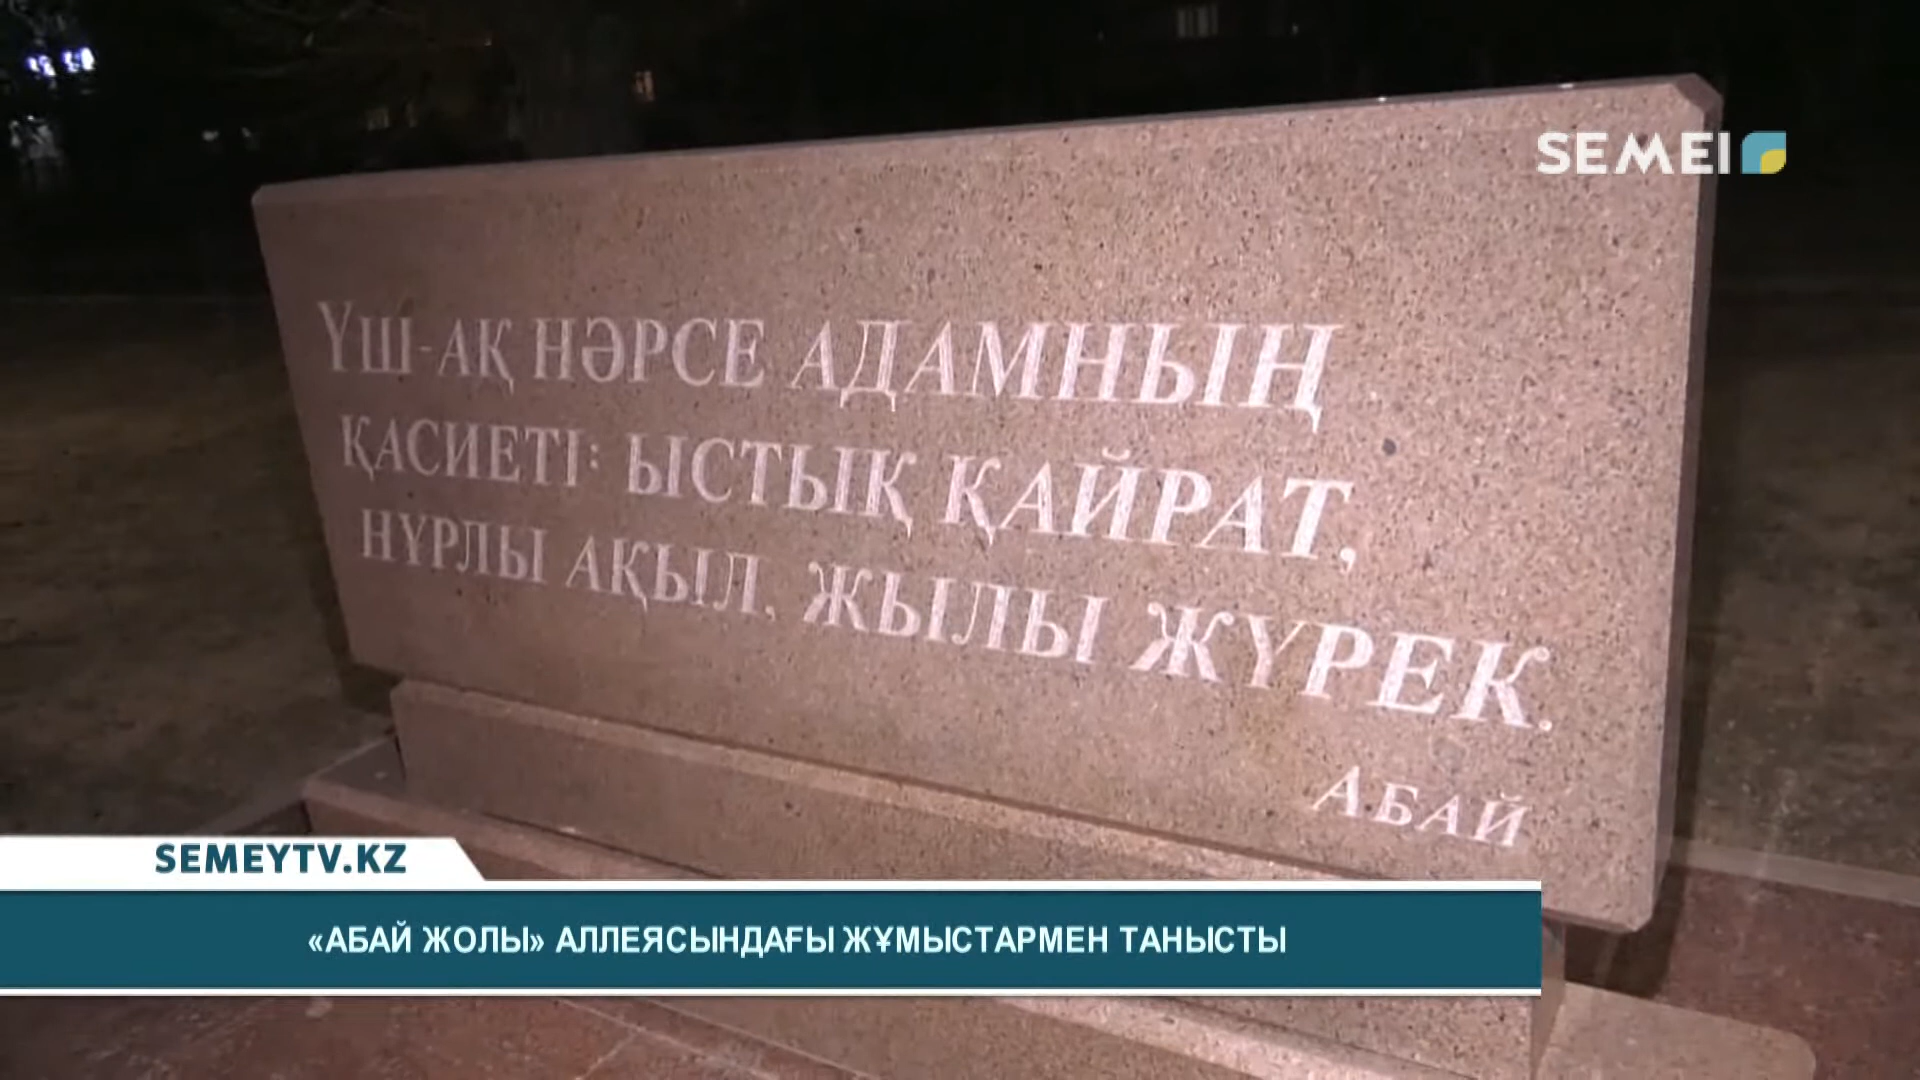 SEMEI
ҮШ-АҚ НӘРСЕ АДАМНЫҢ
ҚАСИЕТІ: ЫСТЫҚ ҚАЙРАТ,
НҰРЛЫ АҚЫЛ, ЖЫЛЫ ЖҮРЕК.
АБАЙ
SEMEYTV.KZ
«АБАЙ ЖОЛЫ» АЛЛЕЯСЫНДАҒЫ ЖҰМЫСТАРМЕН ТАНЫСТЫ